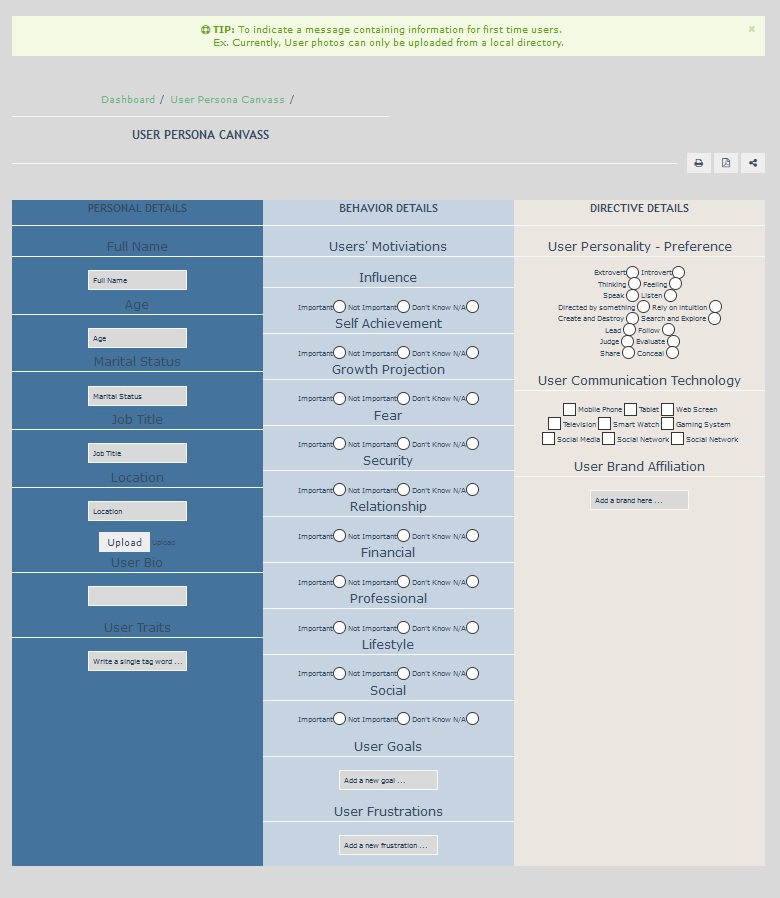 TIP: To indicate a message containing information for first time users.
Ex. Currently, User photos can only be uploaded from a local directory.
×
Dashboard / User Persona Canvass /
USER PERSONA CANVASS
PERSONAL DETAILS
Full Name
Full Name
Age
Age
Marital Status
Marital Status
Job Title
Job Title
Location
Location
Upload Upload
User Bio
User Traits
Write a single tag word ...
BEHAVIOR DETAILS
Users' Motiviations
Influence
Important Not Important Don't Know N/A
Self Achievement
Important Not Important Don't Know N/A
Growth Projection
Important Not Important Don't Know N/A
Fear
Important Not Important Don't Know N/A
Security
Important Not Important Don't Know N/A
Relationship
Important Not Important Don't Know N/A
Financial
Important Not Important Don't Know N/A
Professional
Important Not Important Don't Know N/A
Lifestyle
Important Not Important Don't Know N/A
Social
Important Not Important Don't Know N/A
User Goals
Add a new goal ...
User Frustrations
Add a new frustration ...
DIRECTIVE DETAILS
User Personality - Preference
Extrovert Introvert
Thinking Feeling
Speak Listen
Directed by something Rely on intuition
Create and Destroy Search and Explore
Lead Follow
Judge Evaluate
Share Conceal
User Communication Technology
Mobile Phone Tablet Web Screen
Television Smart Watch Gaming System
Social Media Social Network Social Network
User Brand Affiliation
Add a brand here ...